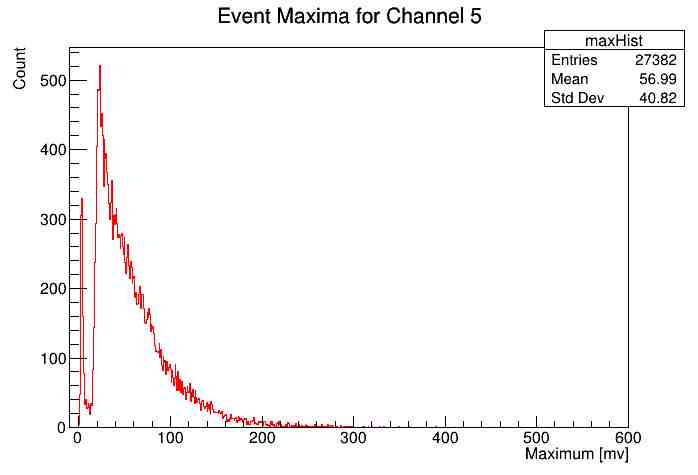 Event Maxima for Channel 5
maxHist
Entries 27382
Mean 56.99
Std Dev 40.82
Count
500
400
300
200
100
0
0 100 200 300 400 500 600
Maximum [mv]